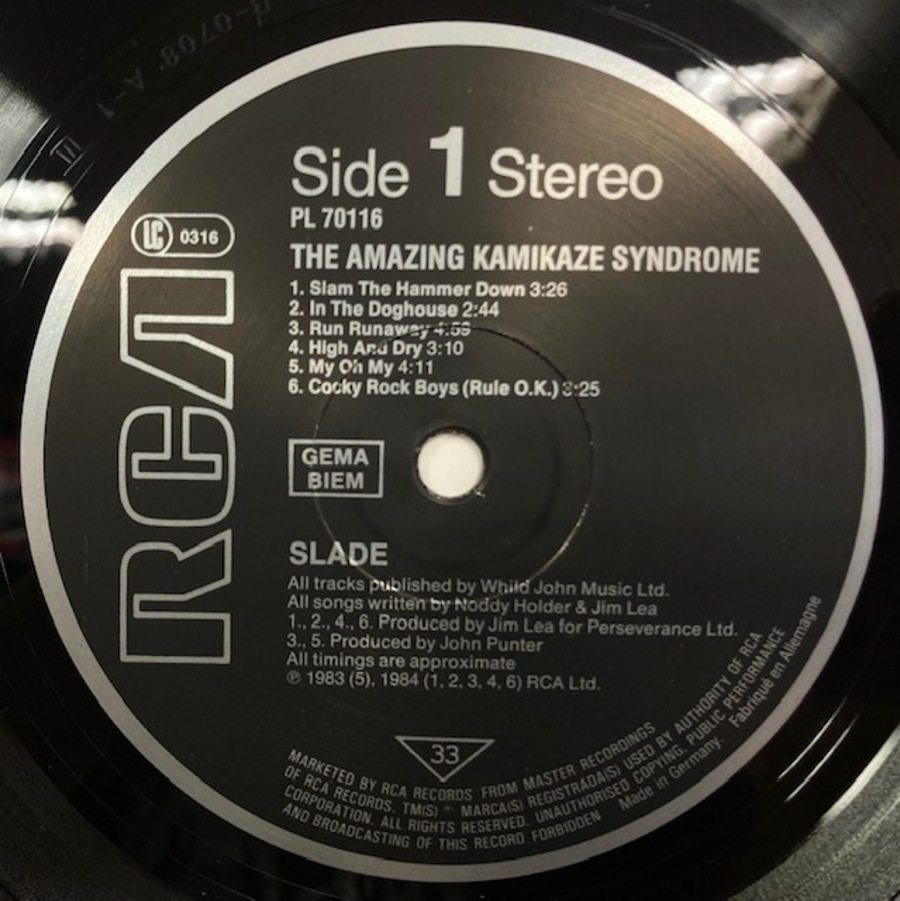 Side 1 Stereo
PL 70116
LC 0316
THE AMAZING KAMIKAZE SYNDROME
1. Slam The Hammer Down 3:26
2. In The Doghouse 2:44
3. Run Runaway 4:59
4. High And Dry 3:10
5. My Oh My 4:11
6. Cocky Rock Boys (Rule O.K.) 3:25
RCA
GEMA
BIEM
SLADE
All tracks published by Whild John Music Ltd.
All songs written by Noddy Holder & Jim Lea
1., 2., 4., 6. Produced by Jim Lea for Perseverance Ltd.
3., 5. Produced by John Punter
All timings are approximate
℗ 1983 (5), 1984 (1, 2, 3, 4, 6) RCA Ltd.
33
MARKETED BY RCA RECORDS FROM MASTER RECORDINGS
OF RCA RECORDS. TM(S) ® MARCA(S) REGISTRADA(S) USED BY AUTHORITY OF RCA
CORPORATION. ALL RIGHTS RESERVED. UNAUTHORISED COPYING, PUBLIC PERFORMANCE
AND BROADCASTING OF THIS RECORD FORBIDDEN Made in Germany. Fabriqué en Allemagne